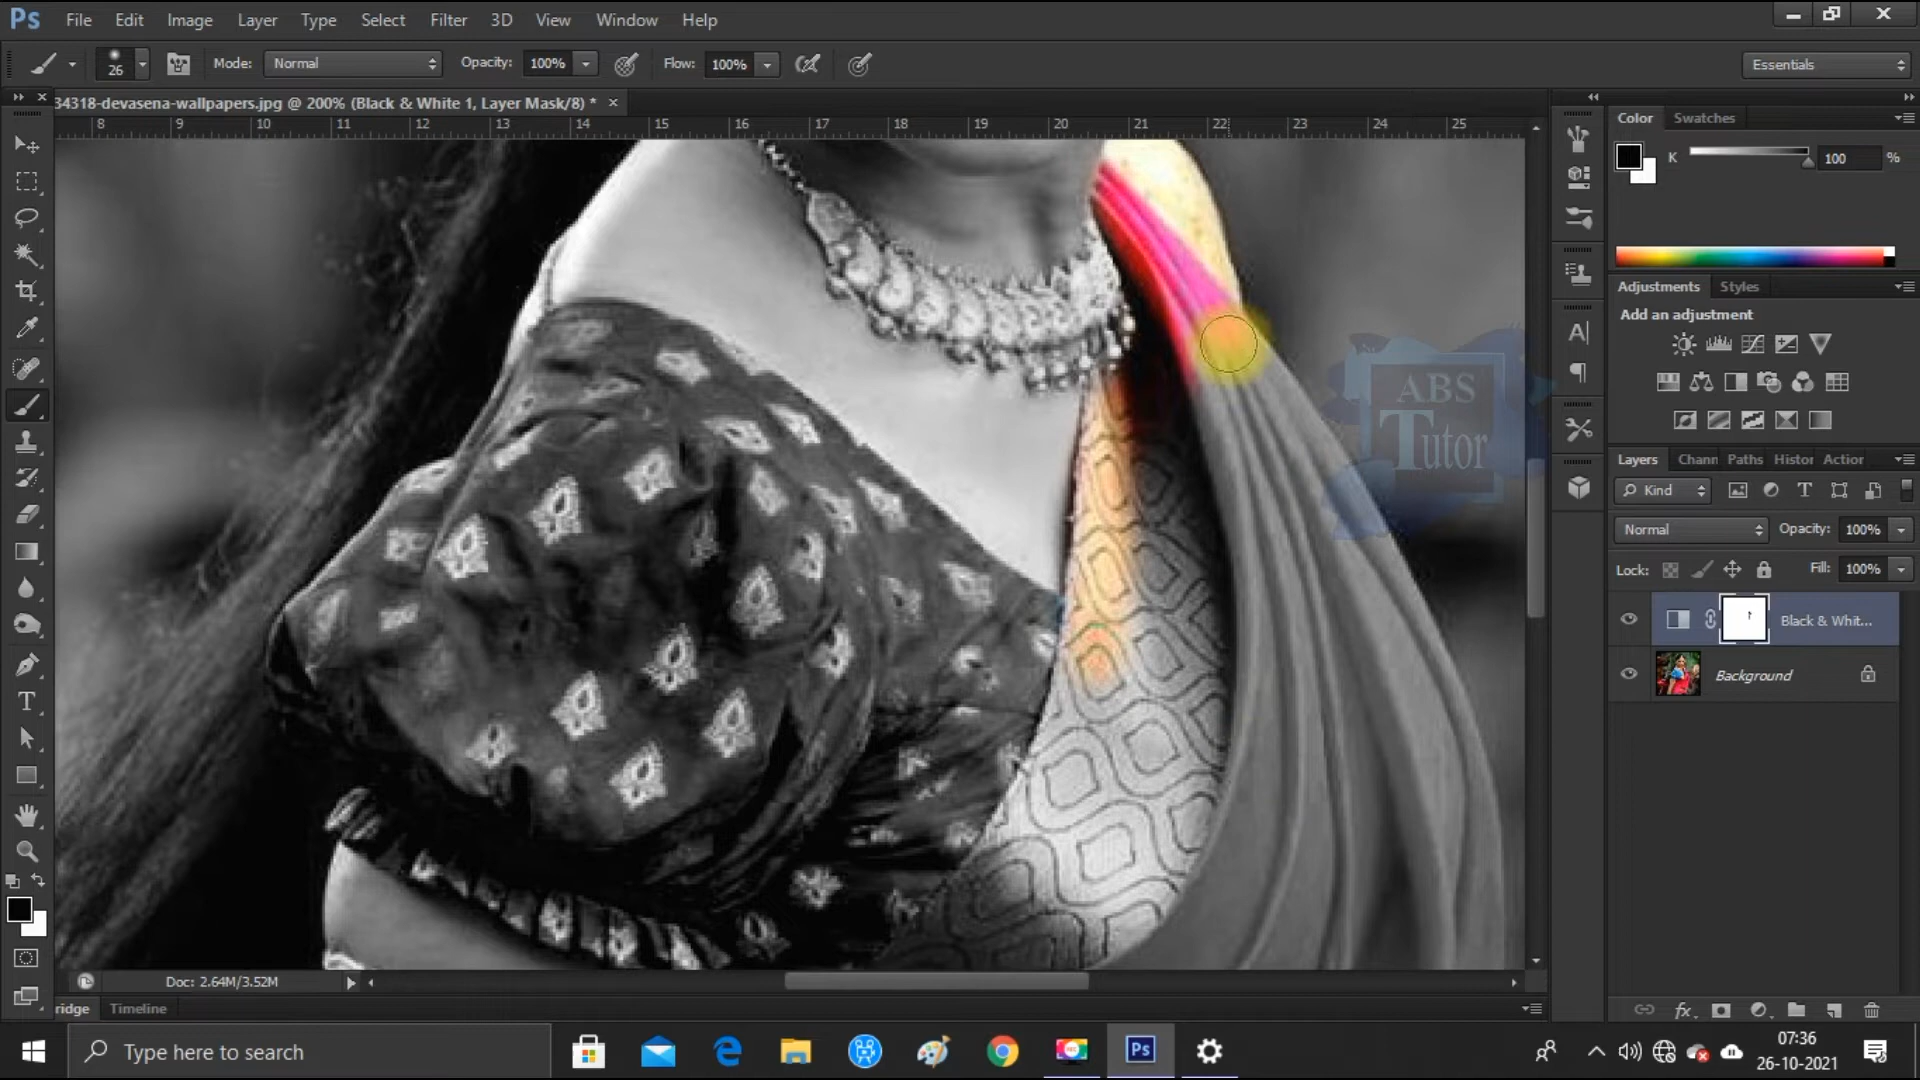 Ps File Edit Image Layer Type Select Filter 3D View Window Help
26 Mode: Normal Opacity: 100% Flow: 100% Essentials
34318-devasena-wallpapers.jpg @ 200% (Black & White 1, Layer Mask/8) * ×
8 9 10 11 12 13 14 15 16 17 18 19 20 21 22 23 24 25
Color Swatches
K 100 %
Adjustments Styles
Add an adjustment
ABS
Tutor
Layers Chann Paths Histor Action
Kind
Normal Opacity: 100%
Lock: Fill: 100%
Black & Whit...
Background
Doc: 2.64M/3.52M
ridge Timeline
Type here to search
Ps
07:36
26-10-2021